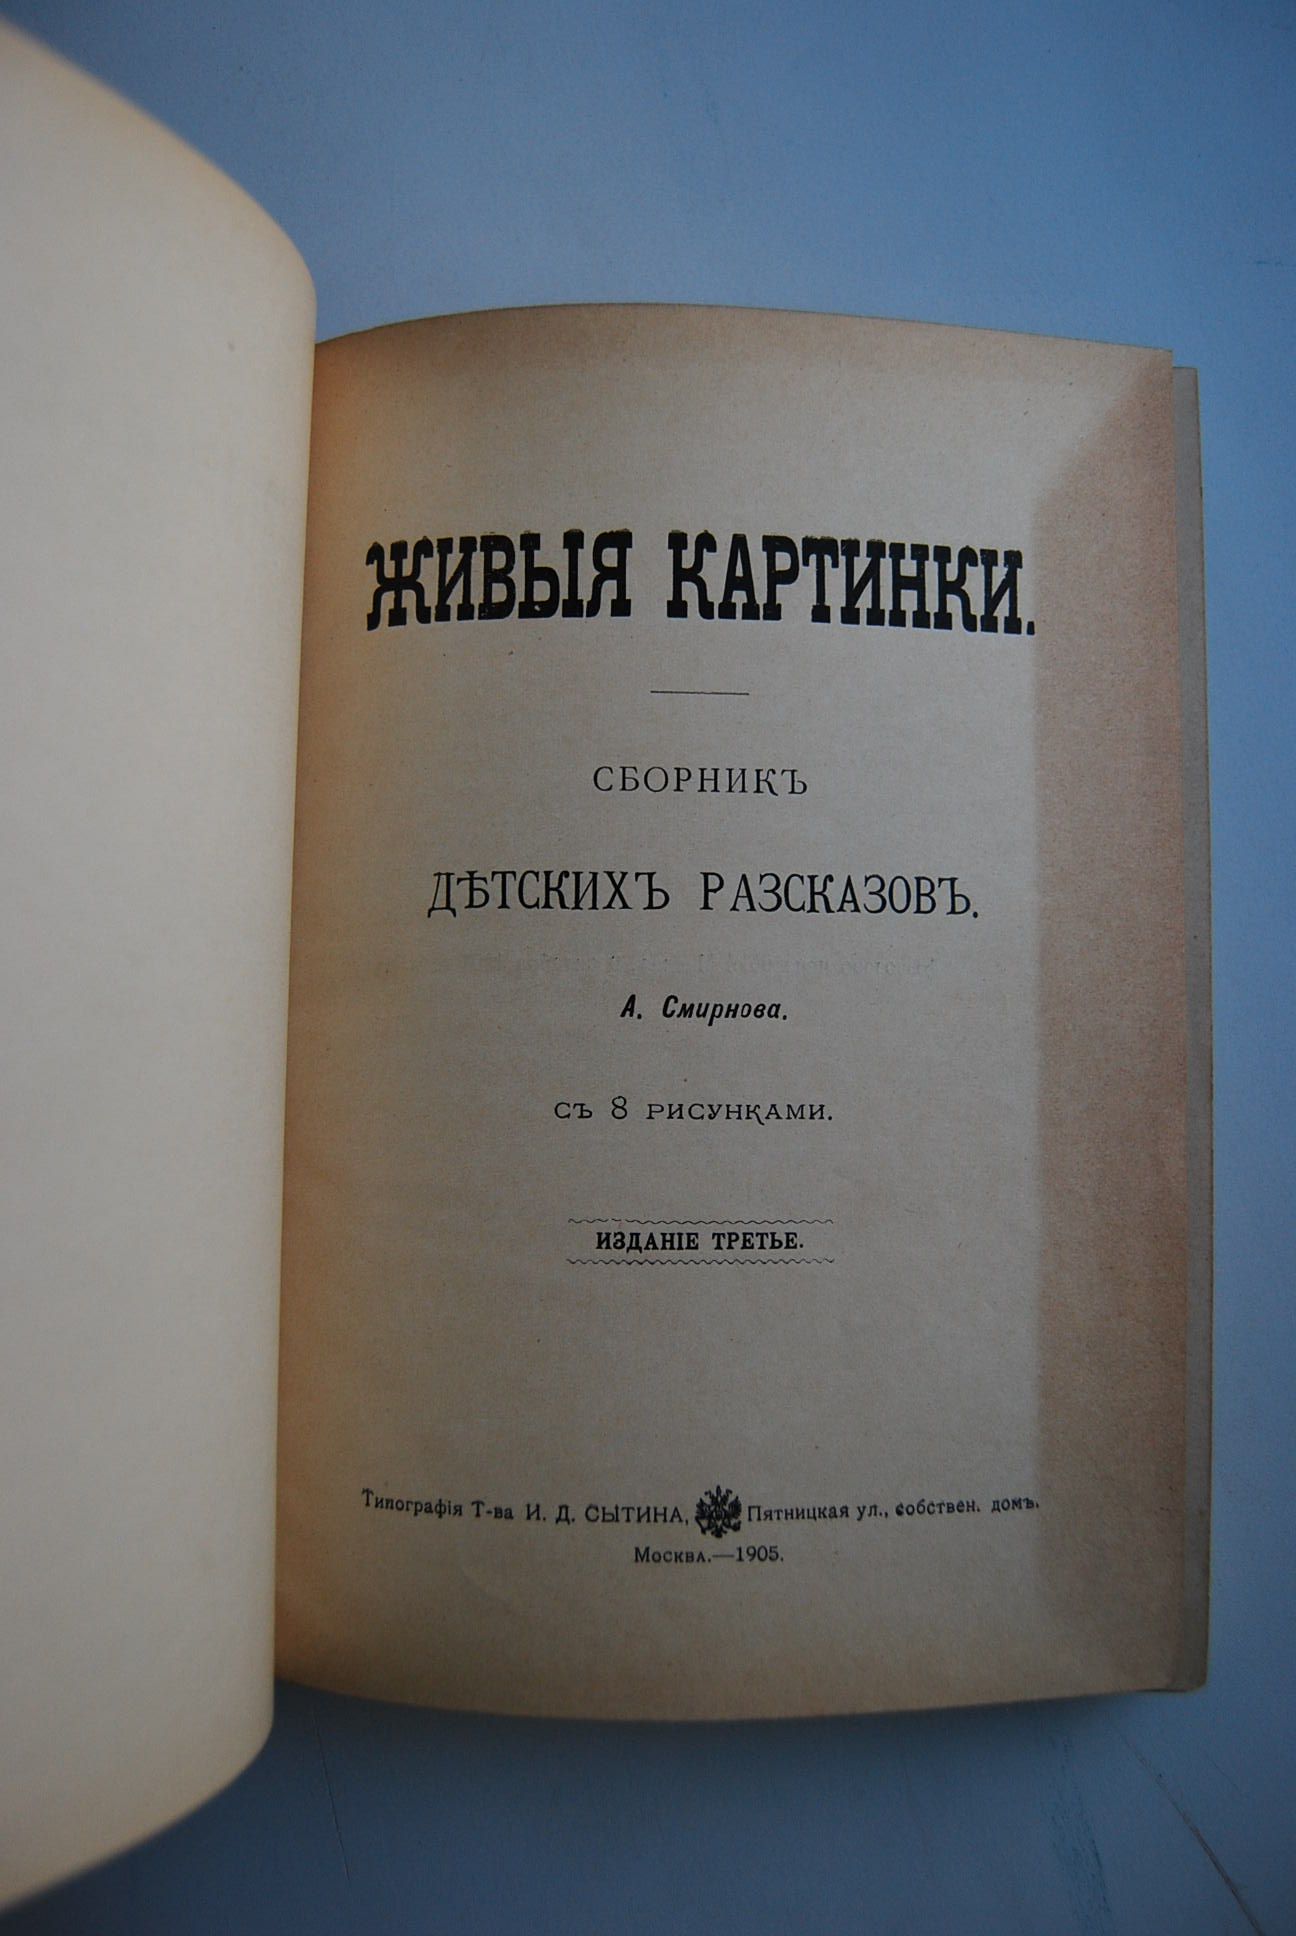 ЖИВЫЯ КАРТИНКИ.
СБОРНИКЪ
ДѢТСКИХЪ РАЗСКАЗОВЪ.
А. Смирнова.
СЪ 8 РИСУНКАМИ.
ИЗДАНІЕ ТРЕТЬЕ.
Типографія Т-ва И. Д. СЫТИНА, Пятницкая ул., собствен. домъ.
Москва.—1905.